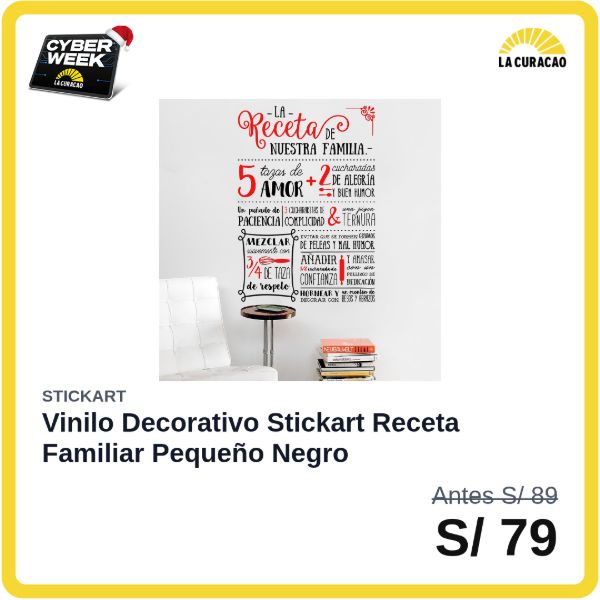 CYBER
WEEK
LA CURACAO
LA CURACAO
-LA-
Receta DE
NUESTRA FAMILIA.-
5 tazas de AMOR + 2 cucharadas DE ALEGRÍA Y BUEN HUMOR
Un puñado de PACIENCIA
3 CUCHARADITAS DE COMPLICIDAD
& una pizca TERNURA
MEZCLAR
suavemente con
3/4 DE TAZA
de respeto
EVITAR QUE SE FORMEN GRUMOS
DE PELEAS Y MAL HUMOR.
AÑADIR
CONFIANZA
Y AMASAR
con un
PELLIZCO DE
DEDICACIÓN
HORNEAR Y
DECORAR CON
un montón de
BESOS Y ABRAZOS
STICKART
Vinilo Decorativo Stickart Receta
Familiar Pequeño Negro
Antes S/ 89
S/ 79